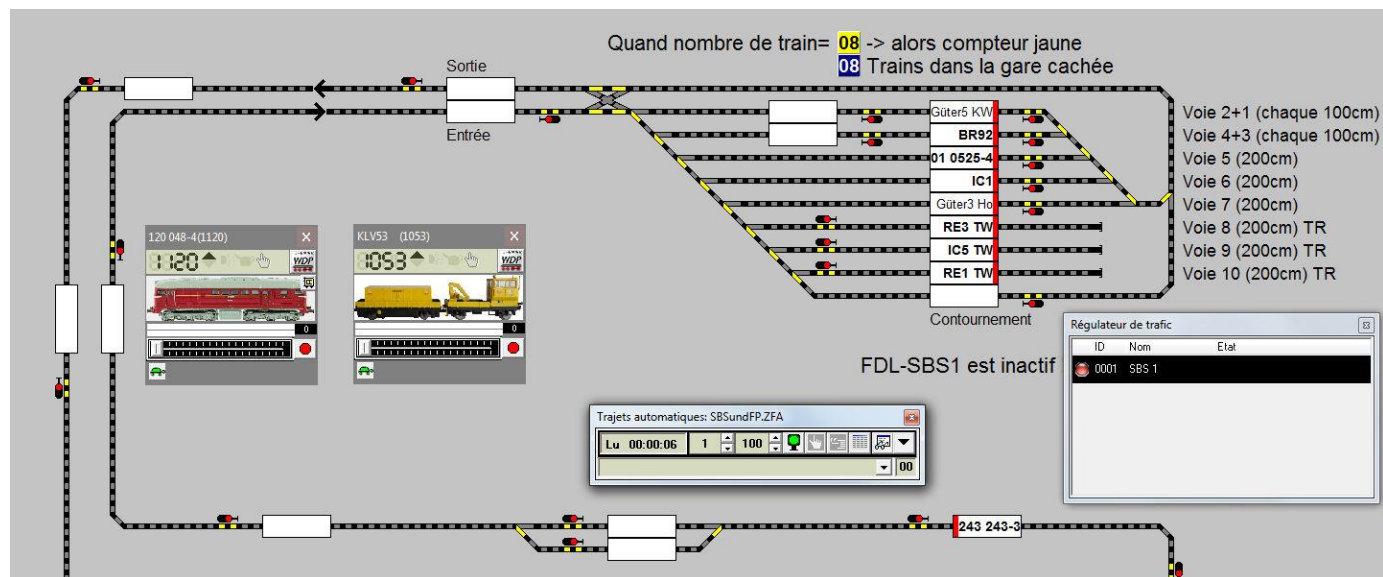 Quand nombre de train= 08 -> alors compteur jaune
08 Trains dans la gare cachée
Sortie
Entrée
Güter5 KW
BR92
01 0525-4
IC1
Güter3 Ho
RE3 TW
IC5 TW
RE1 TW
Contournement
Voie 2+1 (chaque 100cm)
Voie 4+3 (chaque 100cm)
Voie 5 (200cm)
Voie 6 (200cm)
Voie 7 (200cm)
Voie 8 (200cm) TR
Voie 9 (200cm) TR
Voie 10 (200cm) TR
120 048-4(1120)
1120
WDP
0
KLV53 (1053)
1053
WDP
0
FDL-SBS1 est inactif
Régulateur de trafic
ID Nom Etat
0001 SBS 1
Trajets automatiques: SBSundFP.ZFA
Lu 00:00:06 1 100
00
243 243-3